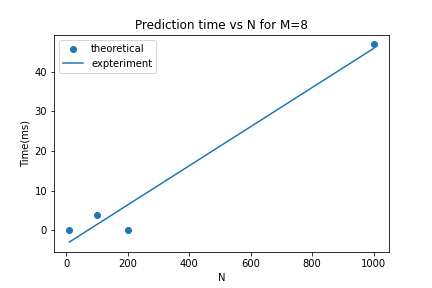 Prediction time vs N for M=8
theoretical
expteriment
Time(ms)
40
30
20
10
0
0 200 400 600 800 1000
N